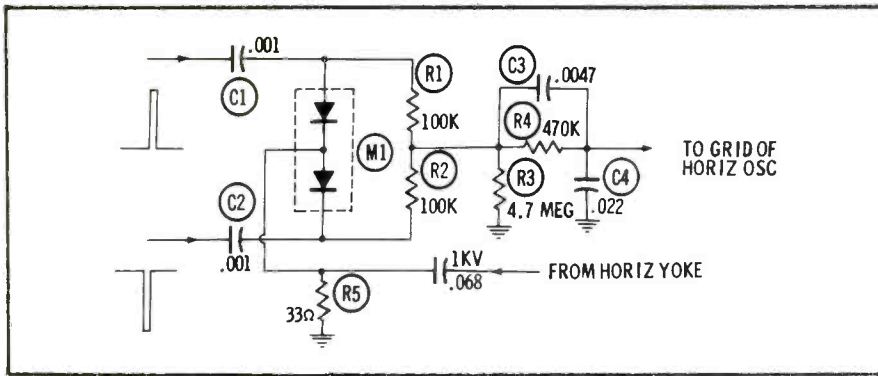 .001
C1
R1
100K
M1
R2
100K
C2
.001
C3
.0047
R4
470K
R3
4.7 MEG
C4
.022
TO GRID OF
HORIZ OSC
1KV
.068
FROM HORIZ YOKE
R5
33Ω